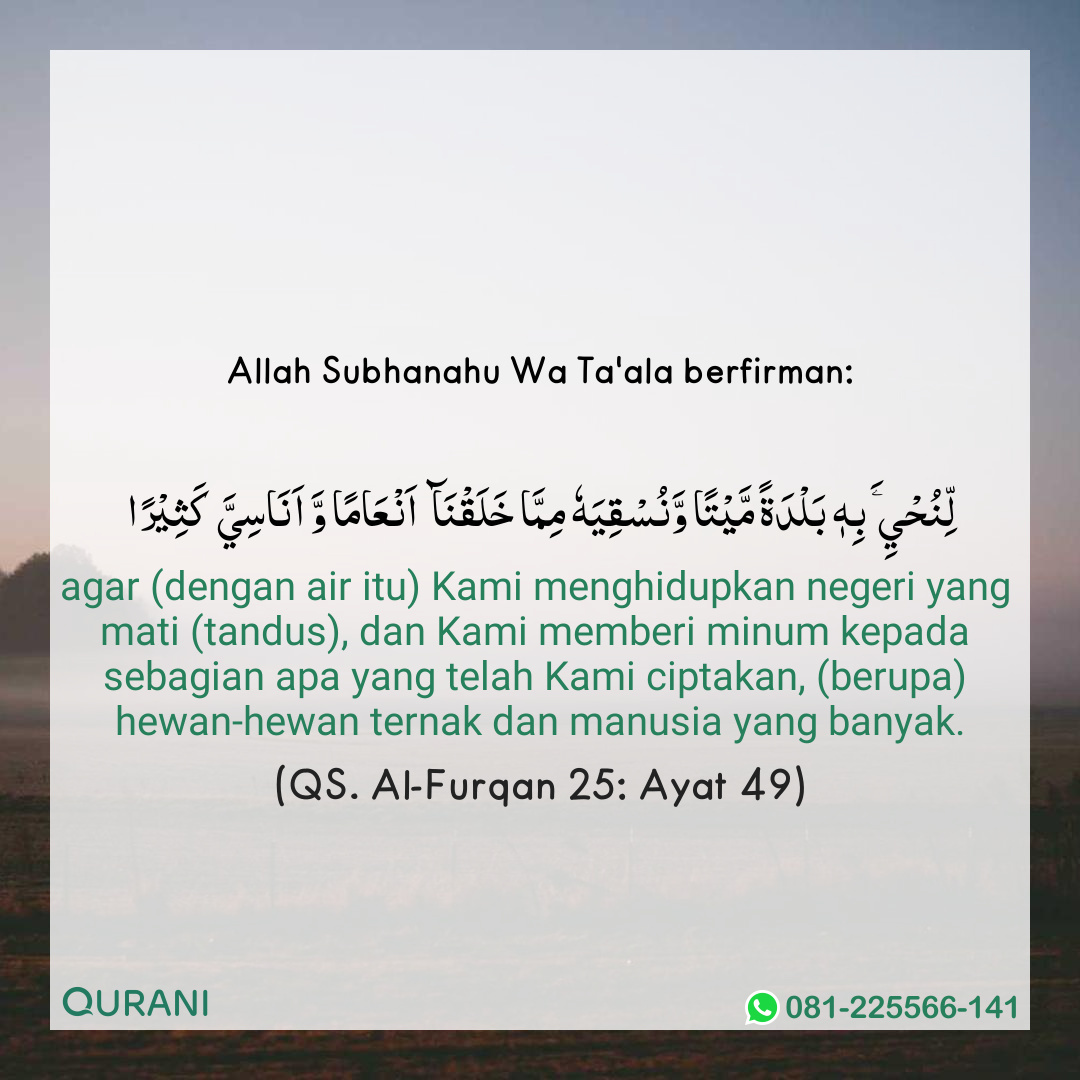 Allah Subhanahu Wa Ta'ala berfirman:
لِّنُحْيِۦَ بِهٖ بَلْدَةً مَّيْتًا وَّنُسْقِيَهٗ مِمَّا خَلَقْنَاۤ اَنْعَامًا وَّاَنَاسِيَّ كَثِيْرًا
agar (dengan air itu) Kami menghidupkan negeri yang
mati (tandus), dan Kami memberi minum kepada
sebagian apa yang telah Kami ciptakan, (berupa)
hewan-hewan ternak dan manusia yang banyak.
(QS. Al-Furqan 25: Ayat 49)
QURANI
081-225566-141